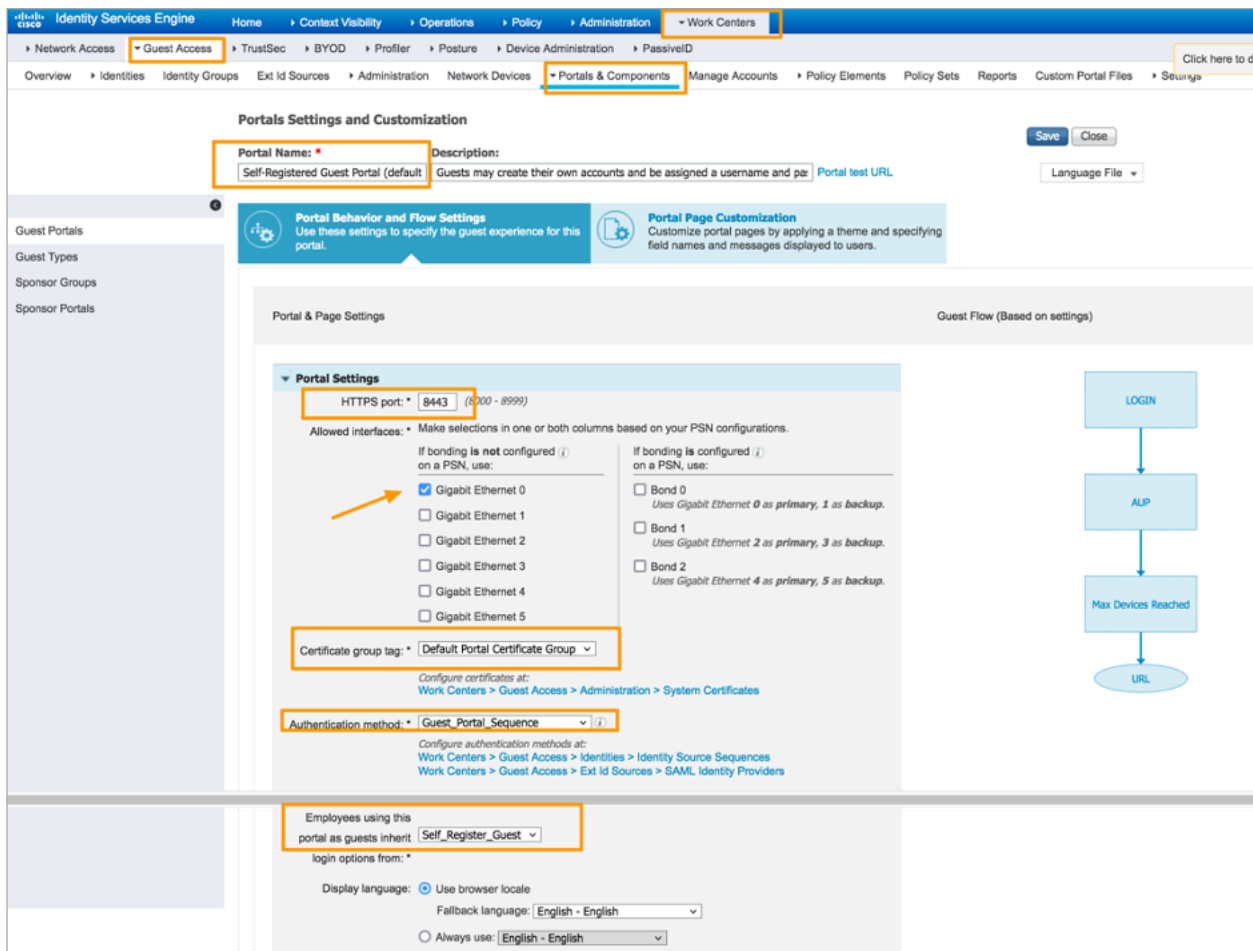 cisco Identity Services Engine Home Context Visibility Operations Policy Administration Work Centers
Network Access Guest Access TrustSec BYOD Profiler Posture Device Administration PassiveID
Click here to d
Overview Identities Identity Groups Ext Id Sources Administration Network Devices Portals & Components Manage Accounts Policy Elements Policy Sets Reports Custom Portal Files Settings
Portals Settings and Customization
Save Close
Portal Name: * Description:
Self-Registered Guest Portal (default Guests may create their own accounts and be assigned a username and pas Portal test URL
Language File
Guest Portals
Guest Types
Sponsor Groups
Sponsor Portals
Portal Behavior and Flow Settings
Use these settings to specify the guest experience for this
portal.
Portal Page Customization
Customize portal pages by applying a theme and specifying
field names and messages displayed to users.
Portal & Page Settings
Guest Flow (Based on settings)
Portal Settings
HTTPS port: * 8443 (8000 - 8999)
Allowed interfaces: * Make selections in one or both columns based on your PSN configurations.
If bonding is not configured
on a PSN, use:
Gigabit Ethernet 0
Gigabit Ethernet 1
Gigabit Ethernet 2
Gigabit Ethernet 3
Gigabit Ethernet 4
Gigabit Ethernet 5
If bonding is configured
on a PSN, use:
Bond 0
Uses Gigabit Ethernet 0 as primary, 1 as backup.
Bond 1
Uses Gigabit Ethernet 2 as primary, 3 as backup.
Bond 2
Uses Gigabit Ethernet 4 as primary, 5 as backup.
Certificate group tag: * Default Portal Certificate Group
Configure certificates at:
Work Centers > Guest Access > Administration > System Certificates
Authentication method: * Guest_Portal_Sequence
Configure authentication methods at:
Work Centers > Guest Access > Identities > Identity Source Sequences
Work Centers > Guest Access > Ext Id Sources > SAML Identity Providers
Employees using this
portal as guests inherit Self_Register_Guest
login options from: *
Display language: Use browser locale
Fallback language: English - English
Always use: English - English
LOGIN
AUP
Max Devices Reached
URL